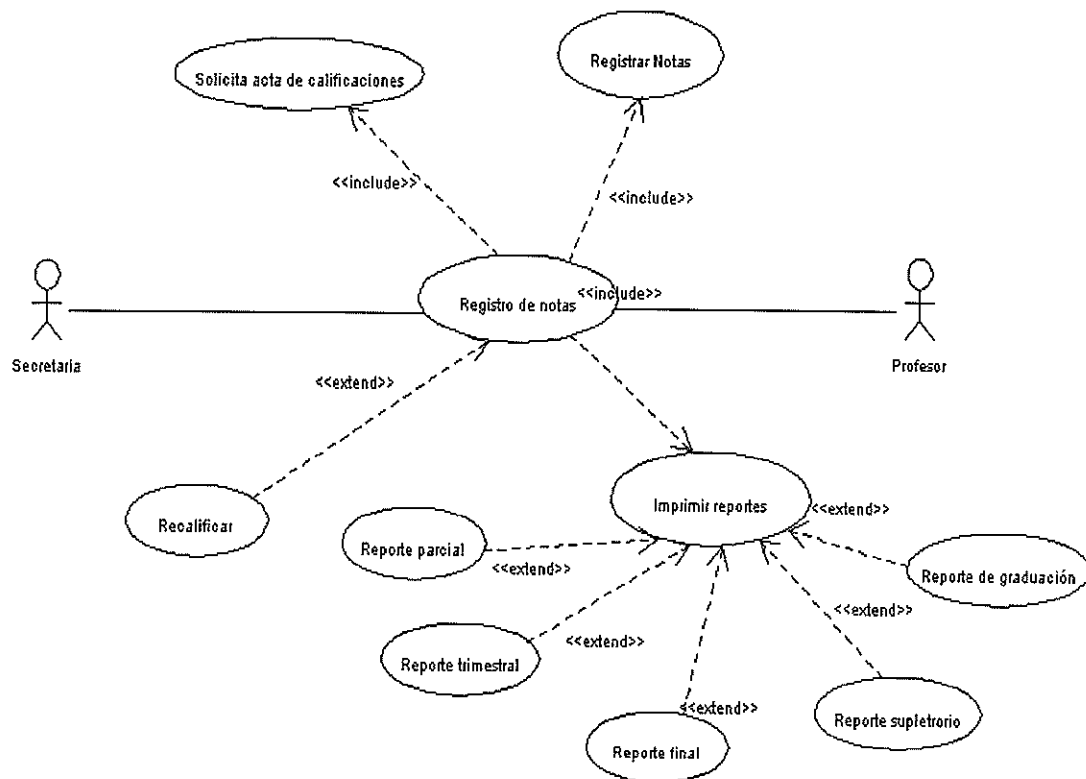 Solicita acta de calificaciones
Registrar Notas
<<include>>
<<include>>
Registro de notas
<<include>>
Secretaria
Profesor
<<extend>>
Imprimir reportes
<<extend>>
Recalificar
Reporte parcial
<<extend>>
Reporte de graduación
<<extend>>
<<extend>>
Reporte trimestral
<<extend>>
Reporte supletrorio
Reporte final